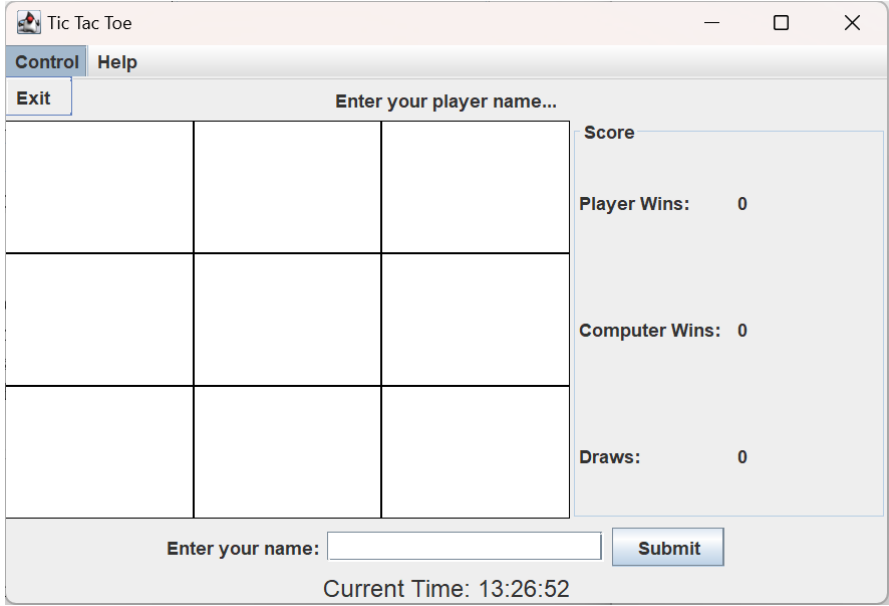 Tic Tac Toe
Control Help
Exit
Enter your player name...
Score
Player Wins: 0
Computer Wins: 0
Draws: 0
Enter your name: Submit
Current Time: 13:26:52